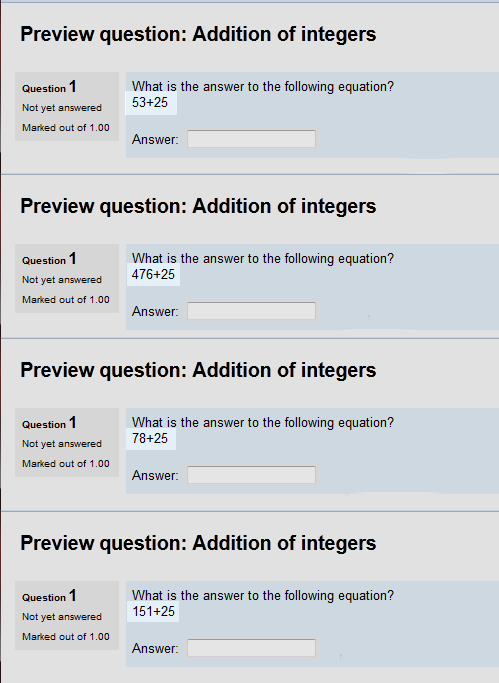 Preview question: Addition of integers
Question 1
Not yet answered
Marked out of 1.00
What is the answer to the following equation?
53+25
Answer:
Preview question: Addition of integers
Question 1
Not yet answered
Marked out of 1.00
What is the answer to the following equation?
476+25
Answer:
Preview question: Addition of integers
Question 1
Not yet answered
Marked out of 1.00
What is the answer to the following equation?
78+25
Answer:
Preview question: Addition of integers
Question 1
Not yet answered
Marked out of 1.00
What is the answer to the following equation?
151+25
Answer: